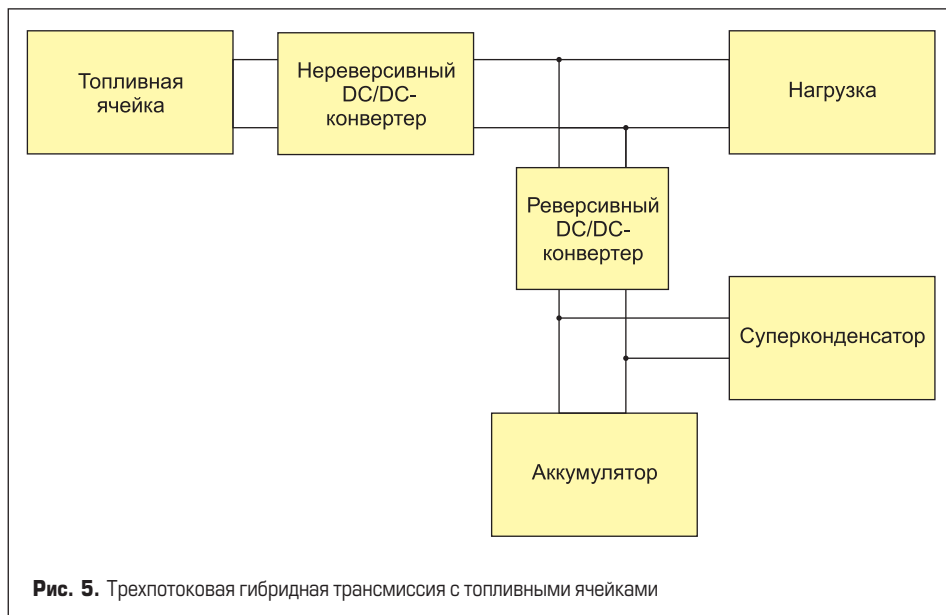 Топливная
ячейка
Нереверсивный
DC/DC-
конвертер
Нагрузка
Реверсивный
DC/DC-
конвертер
Суперконденсатор
Аккумулятор
Рис. 5. Трехпотоковая гибридная трансмиссия с топливными ячейками